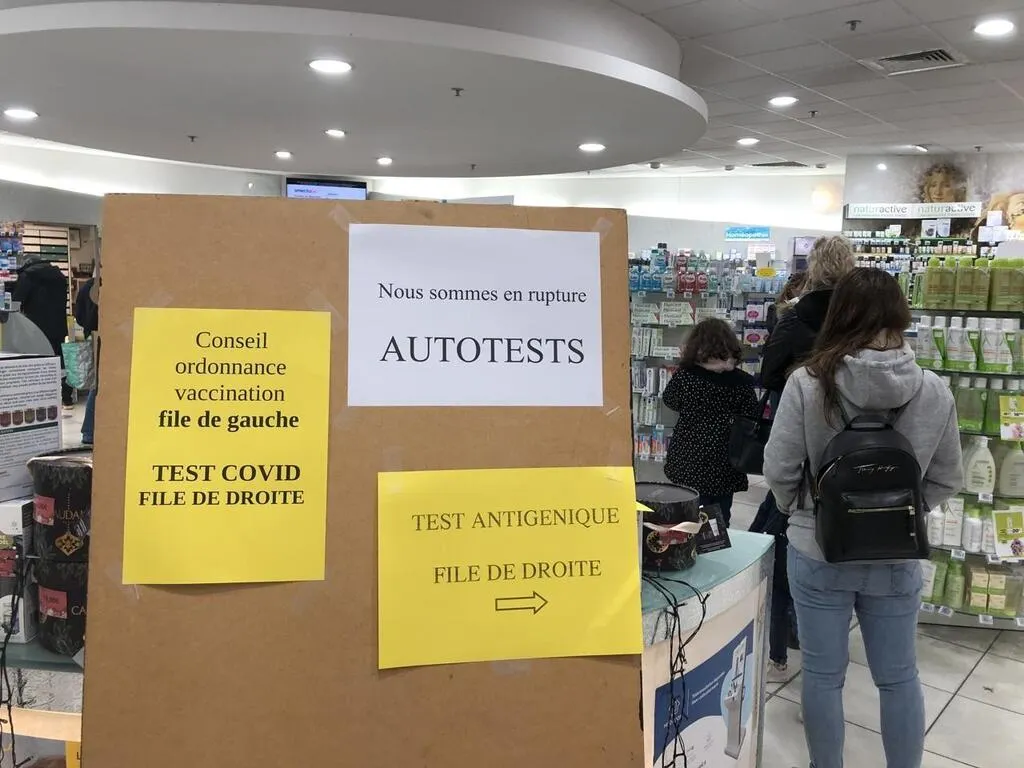 Nous sommes en rupture
AUTOTESTS
Conseil
ordonnance
vaccination
file de gauche
TEST COVID
FILE DE DROITE
TEST ANTIGENIQUE
FILE DE DROITE
naturactive
naturactive